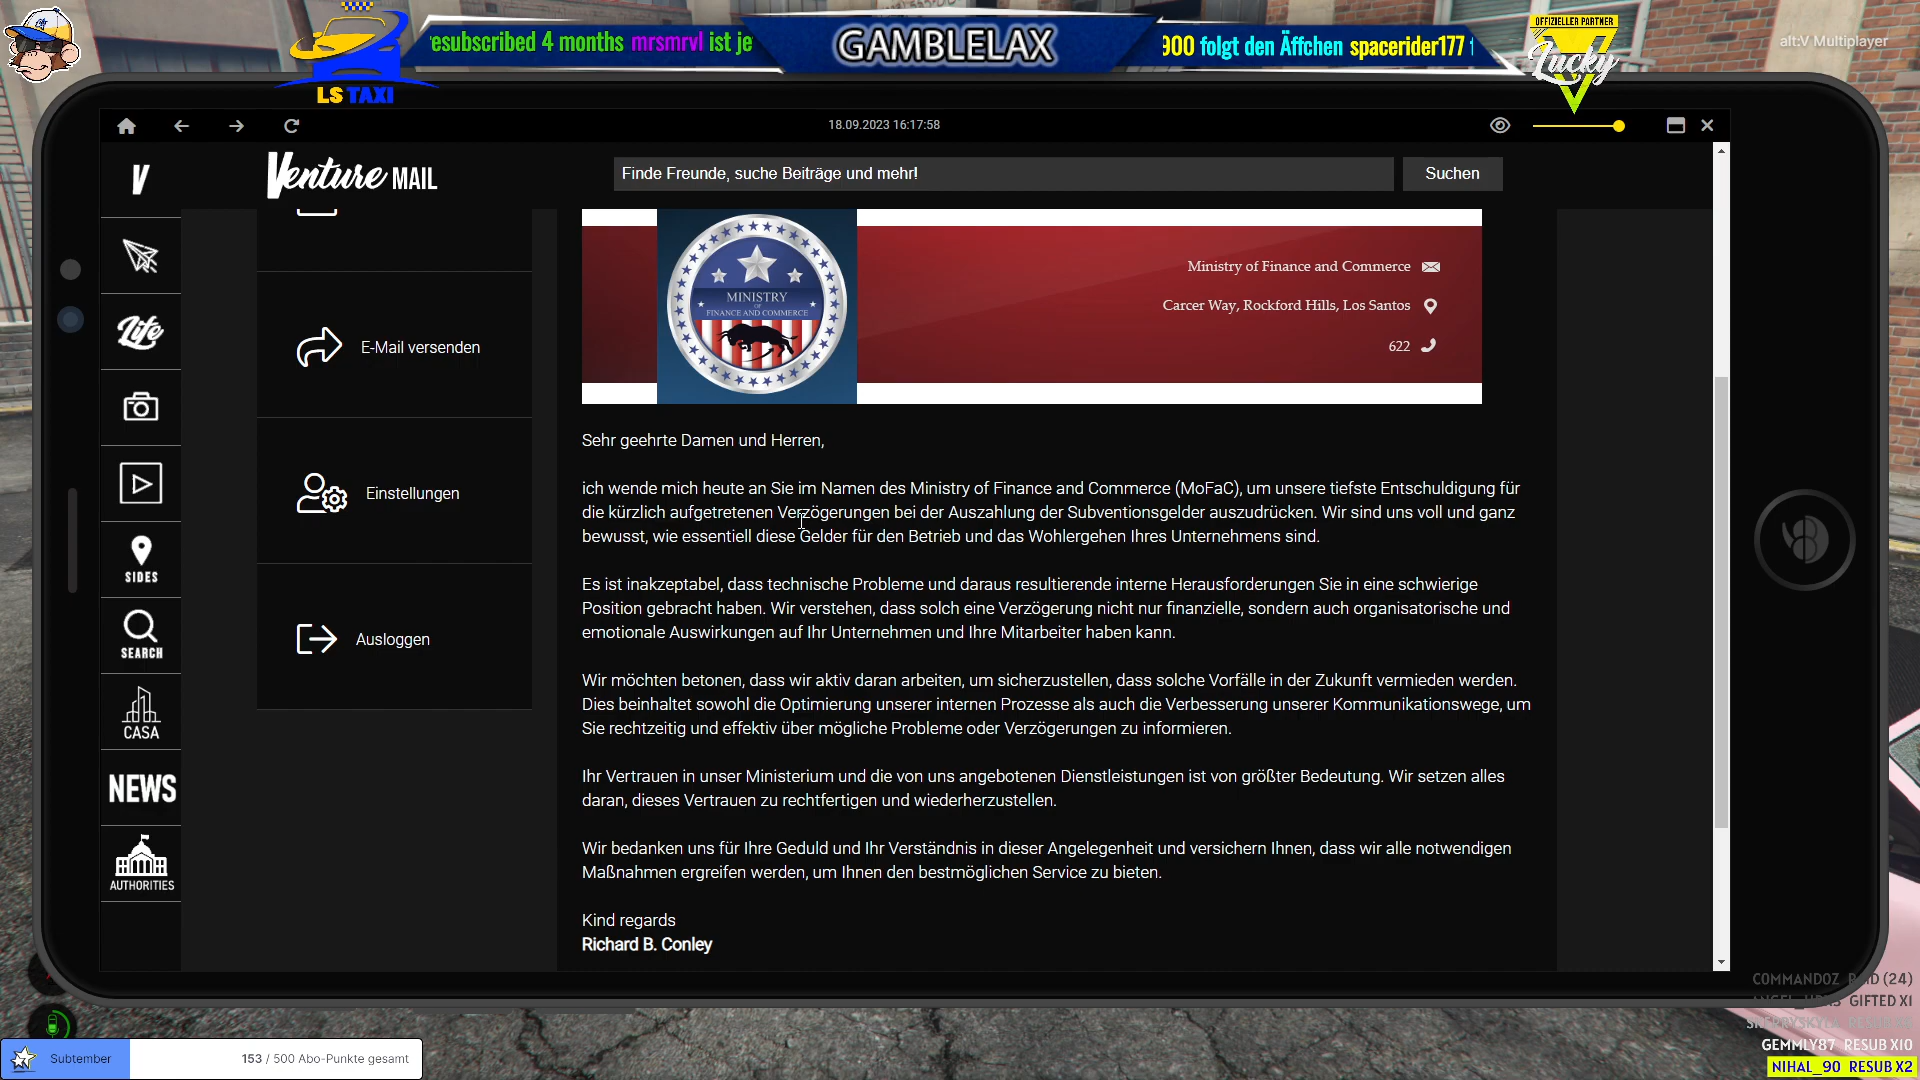 esubscribed 4 months mrsmrvl ist je
GAMBLELAX
900 folgt den Äffchen spacerider177
OFFIZIELLER PARTNER
Lucky
alt:V Multiplayer
LS TAXI
18.09.2023 16:17:58
V
Venture MAIL
Finde Freunde, suche Beiträge und mehr!
Suchen
MINISTRY
OF
FINANCE AND COMMERCE
Ministry of Finance and Commerce
Carcer Way, Rockford Hills, Los Santos
622
Life
SIDES
SEARCH
CASA
NEWS
AUTHORITIES
E-Mail versenden
Einstellungen
Ausloggen
Sehr geehrte Damen und Herren,
ich wende mich heute an Sie im Namen des Ministry of Finance and Commerce (MoFaC), um unsere tiefste Entschuldigung für
die kürzlich aufgetretenen Verzögerungen bei der Auszahlung der Subventionsgelder auszudrücken. Wir sind uns voll und ganz
bewusst, wie essentiell diese Gelder für den Betrieb und das Wohlergehen Ihres Unternehmens sind.
Es ist inakzeptabel, dass technische Probleme und daraus resultierende interne Herausforderungen Sie in eine schwierige
Position gebracht haben. Wir verstehen, dass solch eine Verzögerung nicht nur finanzielle, sondern auch organisatorische und
emotionale Auswirkungen auf Ihr Unternehmen und Ihre Mitarbeiter haben kann.
Wir möchten betonen, dass wir aktiv daran arbeiten, um sicherzustellen, dass solche Vorfälle in der Zukunft vermieden werden.
Dies beinhaltet sowohl die Optimierung unserer internen Prozesse als auch die Verbesserung unserer Kommunikationswege, um
Sie rechtzeitig und effektiv über mögliche Probleme oder Verzögerungen zu informieren.
Ihr Vertrauen in unser Ministerium und die von uns angebotenen Dienstleistungen ist von größter Bedeutung. Wir setzen alles
daran, dieses Vertrauen zu rechtfertigen und wiederherzustellen.
Wir bedanken uns für Ihre Geduld und Ihr Verständnis in dieser Angelegenheit und versichern Ihnen, dass wir alle notwendigen
Maßnahmen ergreifen werden, um Ihnen den bestmöglichen Service zu bieten.
Kind regards
Richard B. Conley
COMMANDOZ (24)
GIFTED X1
GEMMLY87 RESUB X10
NIHAL_90 RESUB X2
Subtember
153 / 500 Abo-Punkte gesamt